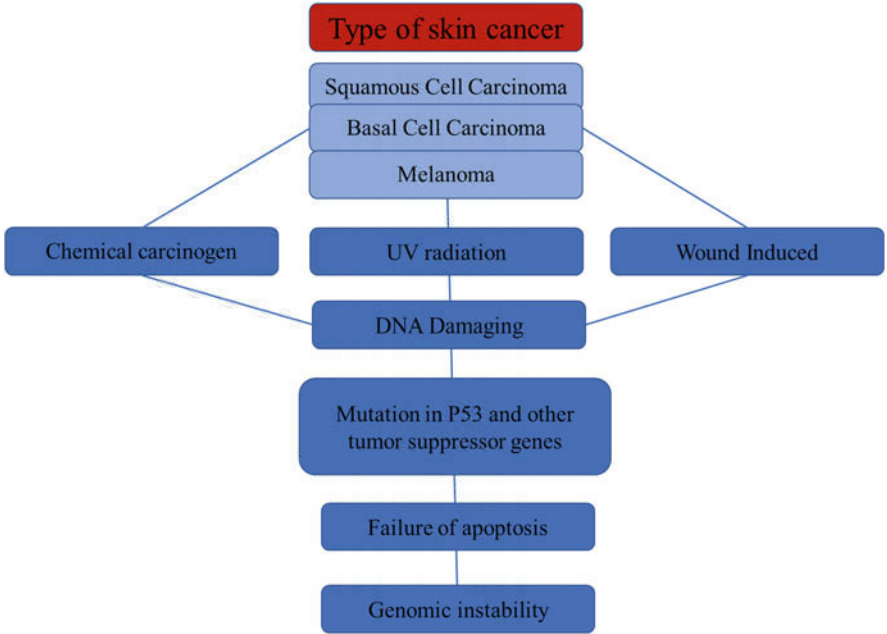 Type of skin cancer
Squamous Cell Carcinoma
Basal Cell Carcinoma
Melanoma
Chemical carcinogen
UV radiation
Wound Induced
DNA Damaging
Mutation in P53 and other
tumor suppressor genes
Failure of apoptosis
Genomic instability